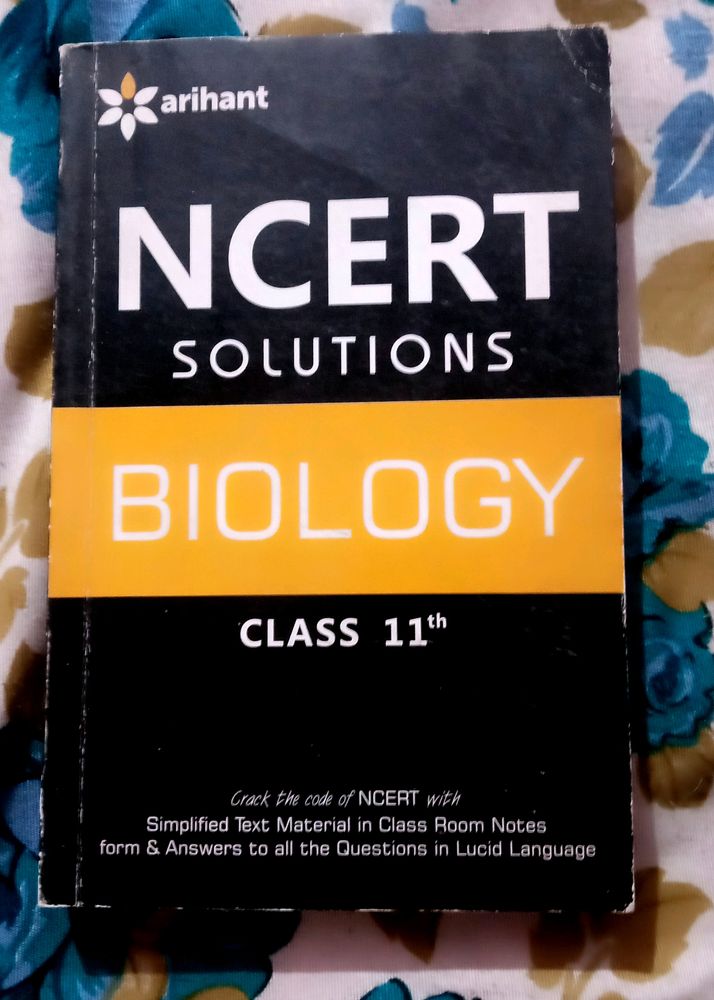 arihant
NCERT
SOLUTIONS
BIOLOGY
CLASS 11th
Crack the code of NCERT with
Simplified Text Material in Class Room Notes
form & Answers to all the Questions in Lucid Language